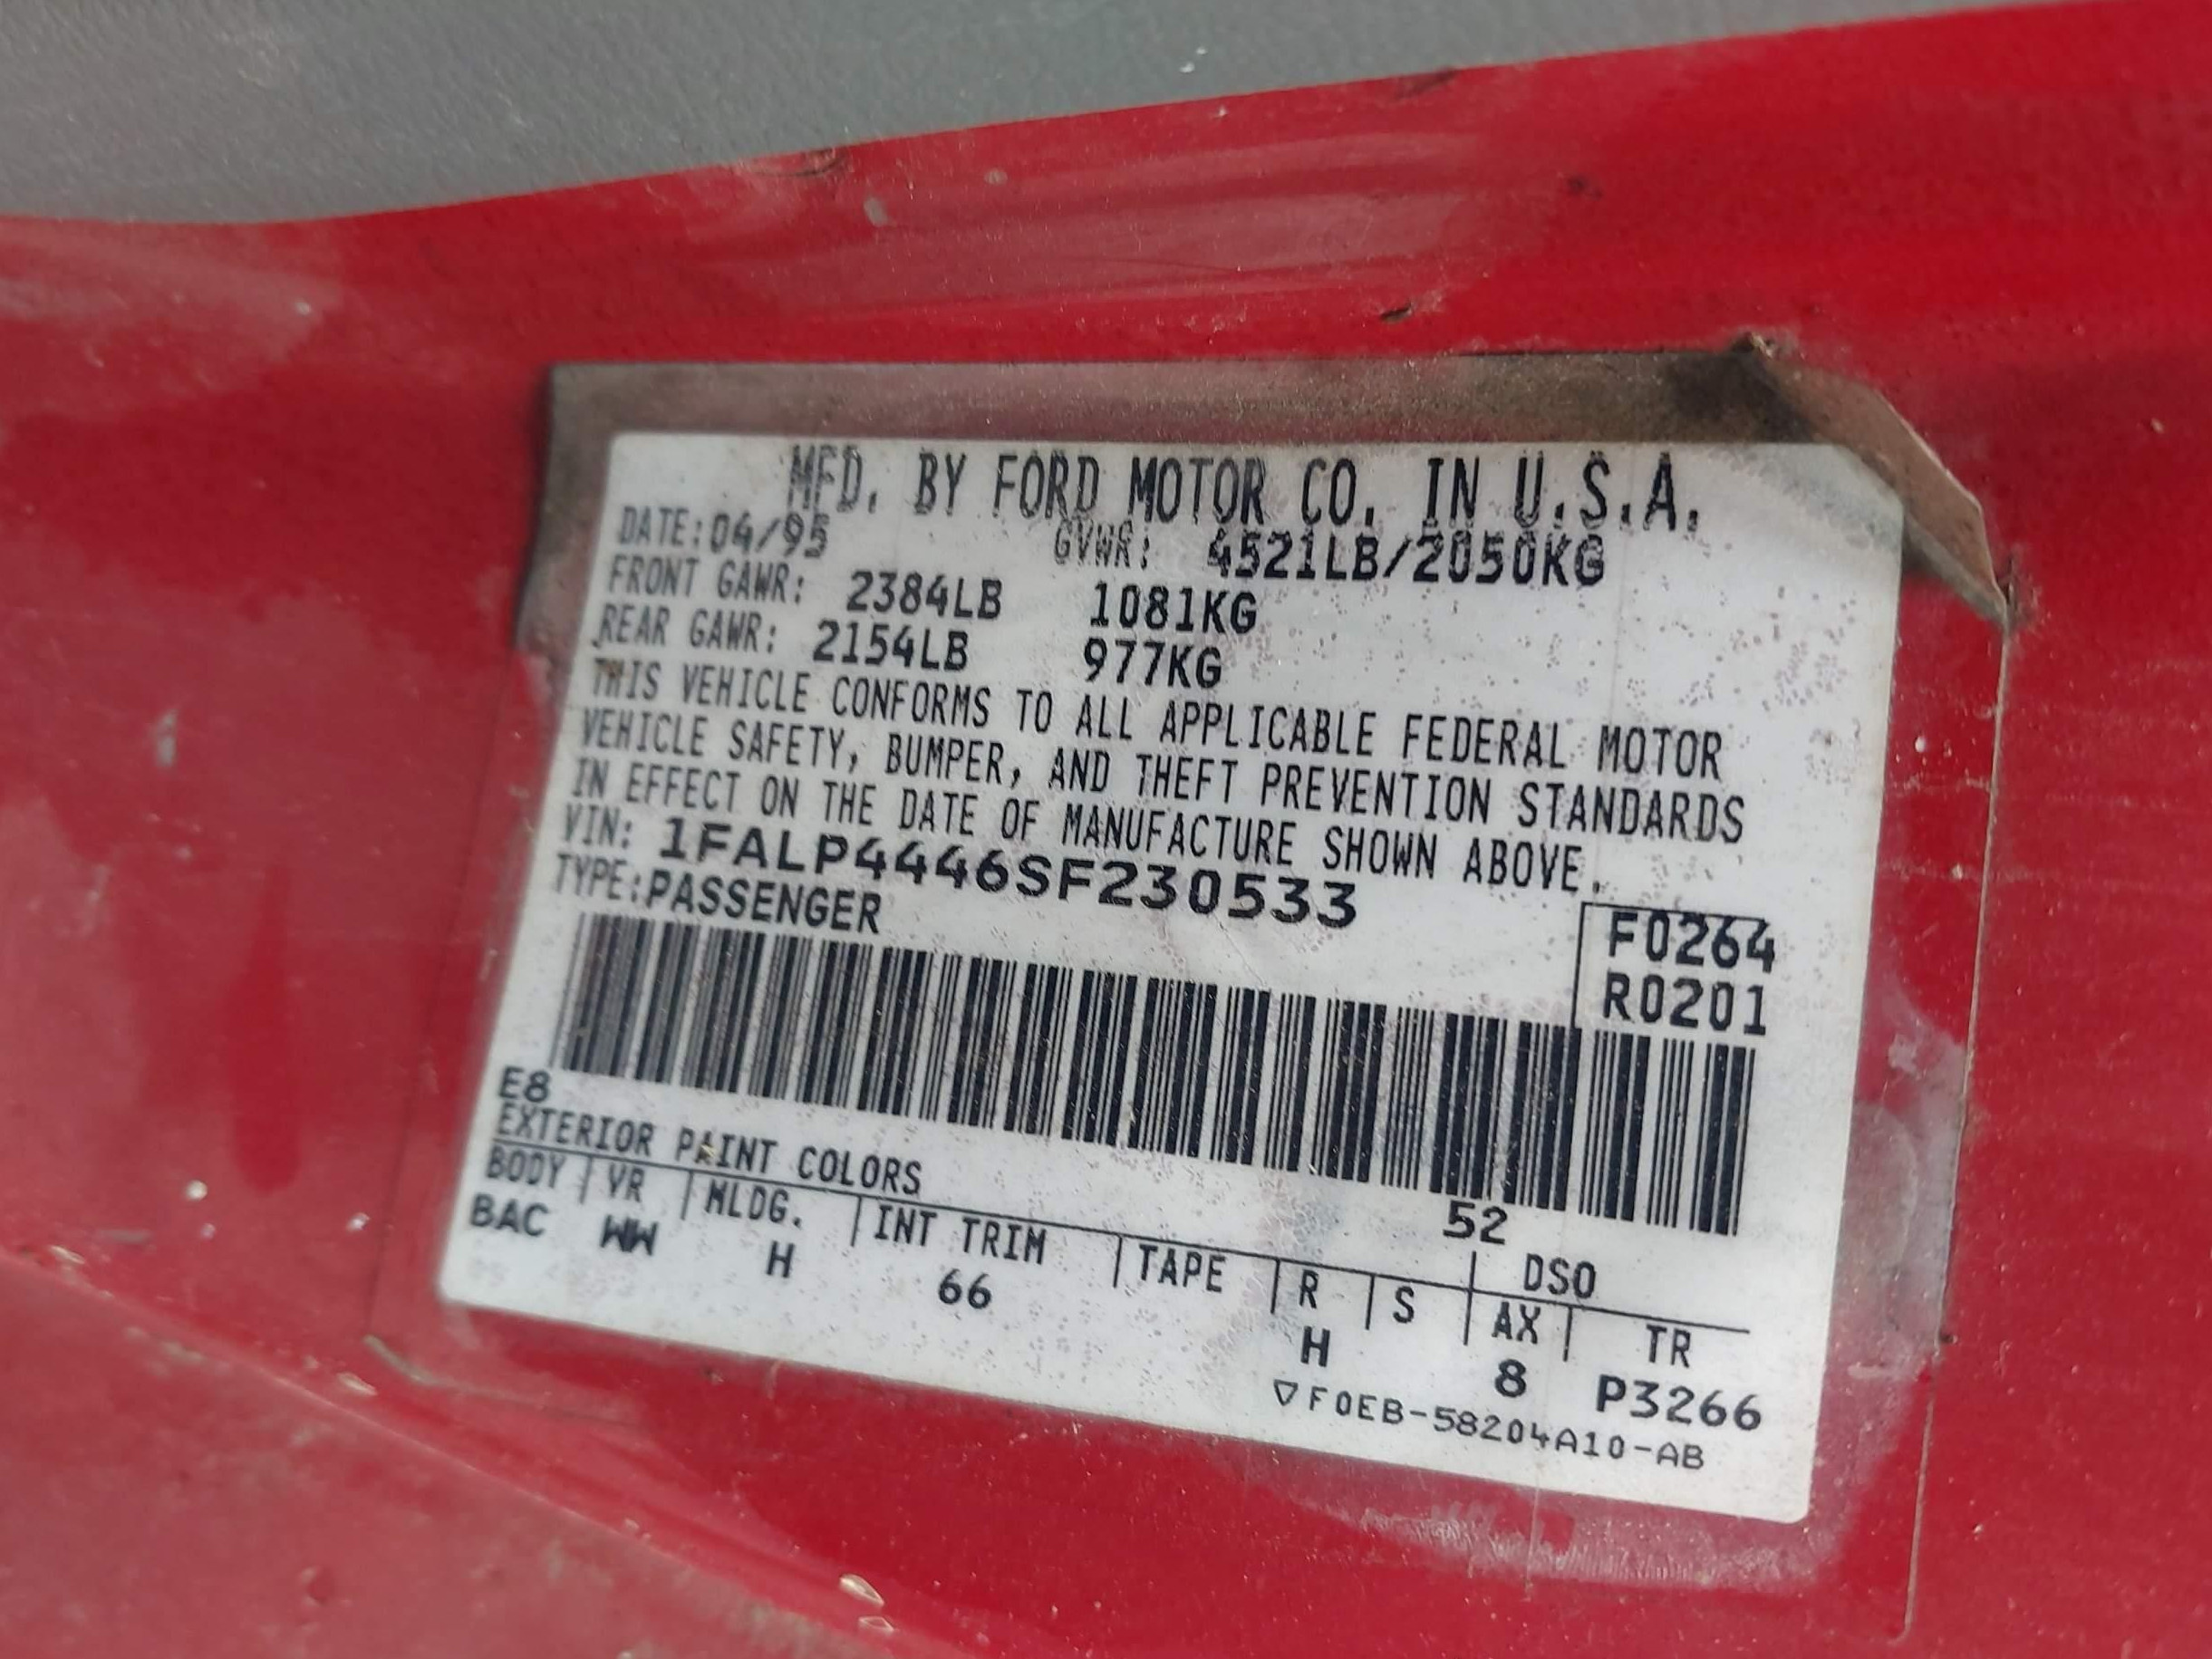 MFD. BY FORD MOTOR CO. IN U.S.A.
DATE:04/95 GVWR: 4521LB/2050KG
FRONT GAWR: 2384LB 1081KG
REAR GAWR: 2154LB 977KG
THIS VEHICLE CONFORMS TO ALL APPLICABLE FEDERAL MOTOR
VEHICLE SAFETY, BUMPER, AND THEFT PREVENTION STANDARDS
IN EFFECT ON THE DATE OF MANUFACTURE SHOWN ABOVE.
VIN: 1FALP4446SF230533
TYPE:PASSENGER
F0264
R0201
E8 52
EXTERIOR PAINT COLORS DSO
BODY VR MLDG. INT TRIM TAPE R S AX TR
BAC WW H 66 H 8 P3266
▽F0EB-58204A10-AB